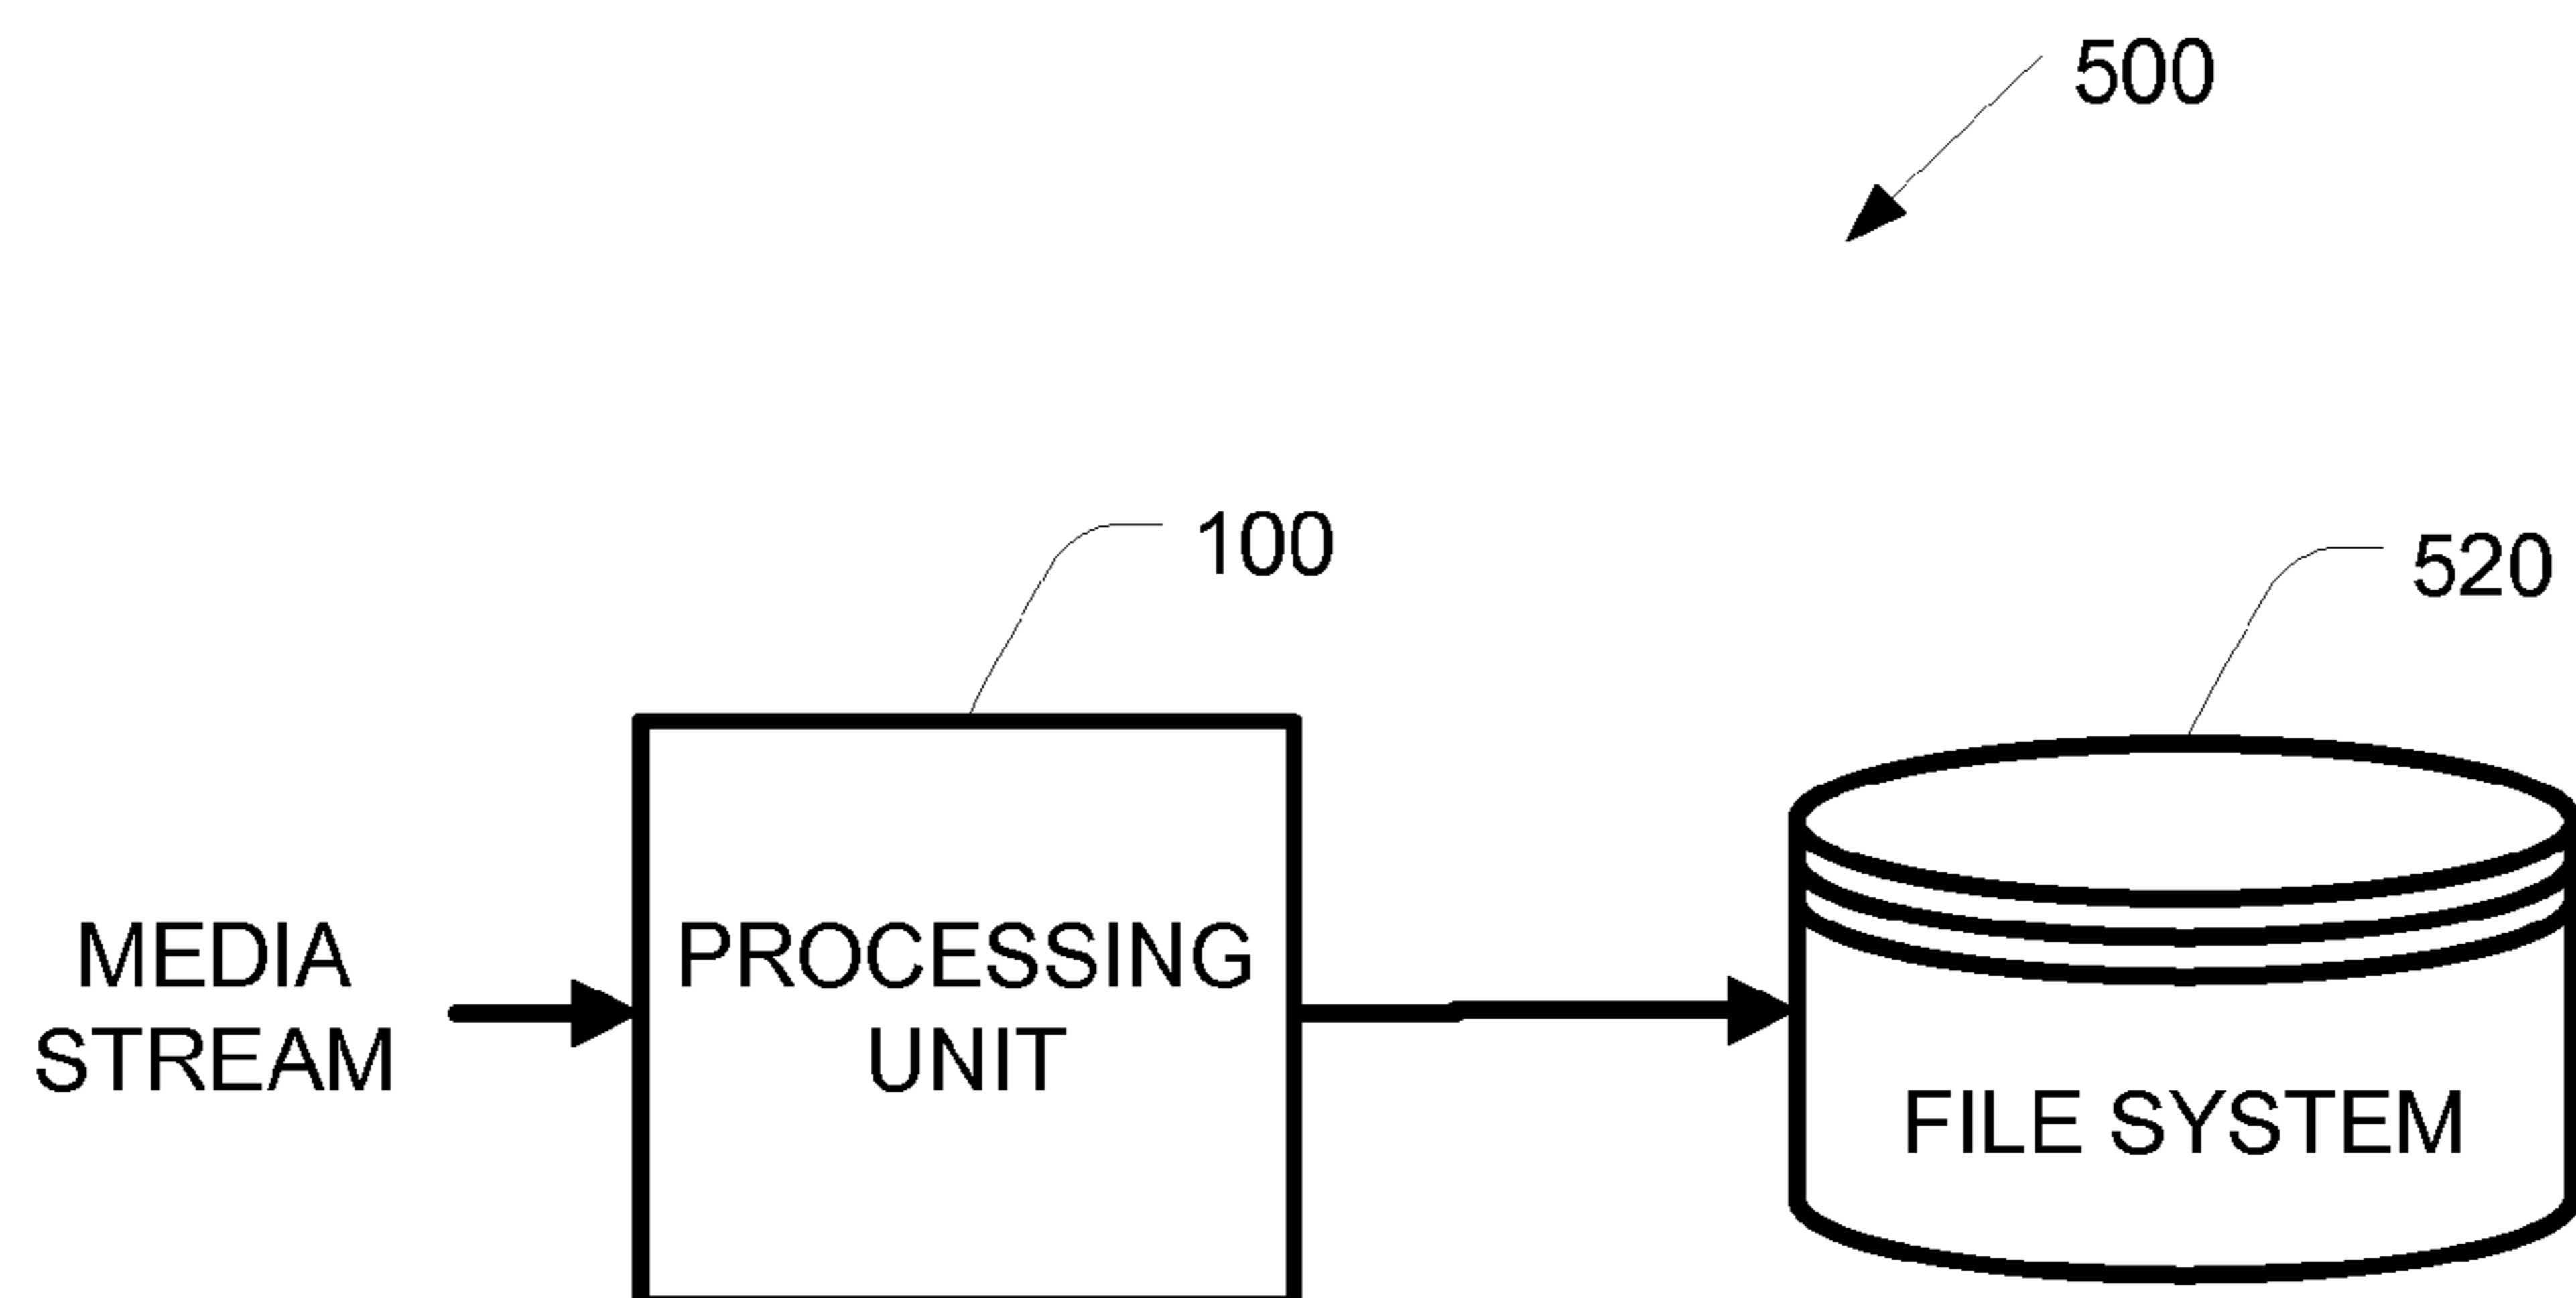 500
100
520
MEDIA
STREAM
PROCESSING
UNIT
FILE SYSTEM